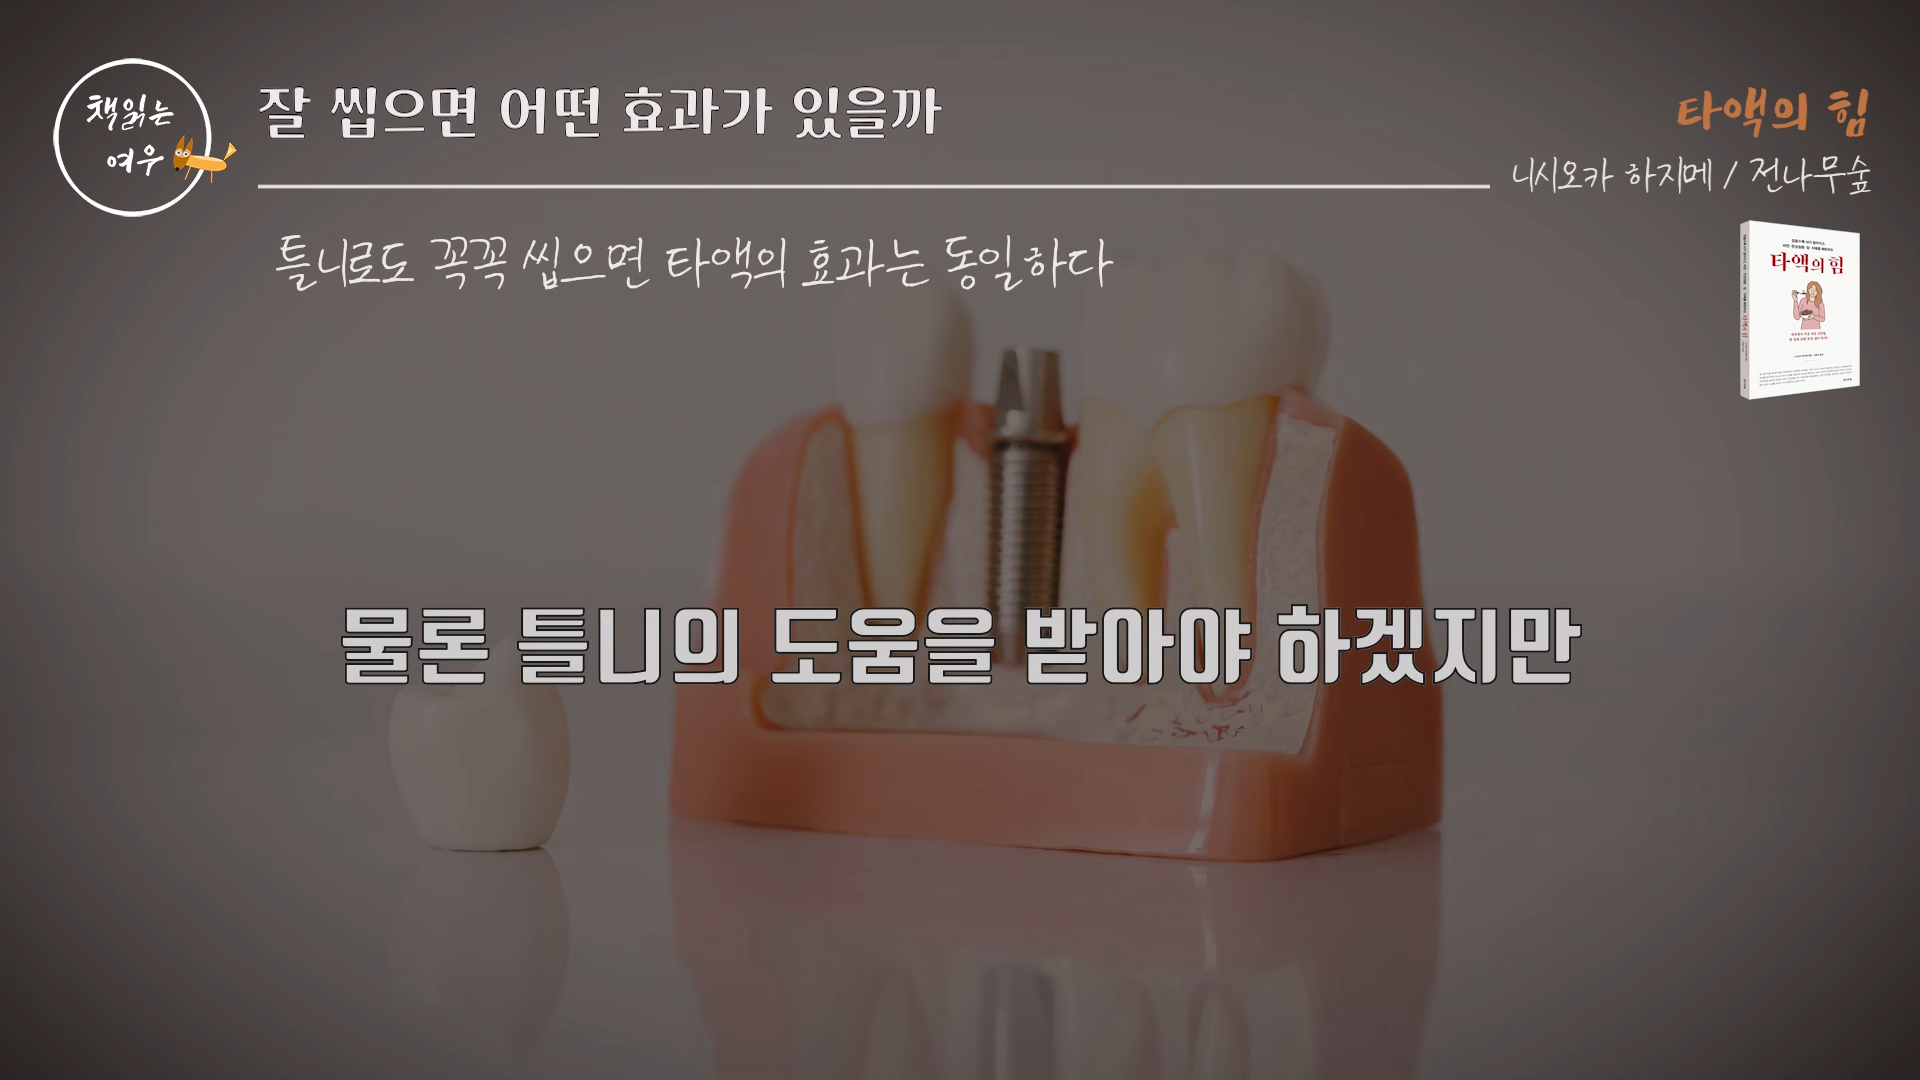 책읽는
여우
잘 씹으면 어떤 효과가 있을까
타액의 힘
니시오카 하지메 / 전나무숲
틀니로도 꼭꼭 씹으면 타액의 효과는 동일하다
타액의 힘
물론 틀니의 도움을 받아야 하겠지만